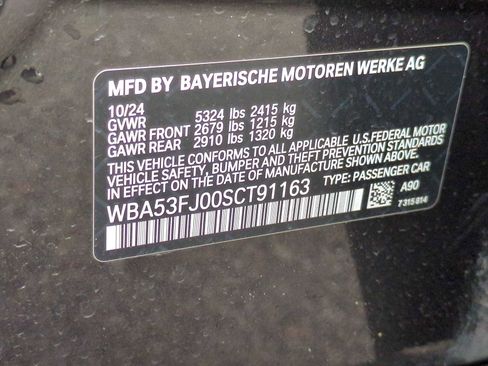 MFD BY BAYERISCHE MOTOREN WERKE AG
10/24
GVWR 5324 lbs 2415 kg
GAWR FRONT 2679 lbs 1215 kg
GAWR REAR 2910 lbs 1320 kg
THIS VEHICLE CONFORMS TO ALL APPLICABLE U.S.FEDERAL MOTOR
VEHICLE SAFETY, BUMPER AND THEFT PREVENTION STANDARDS
IN EFFECT ON THE DATE OF MANUFACTURE SHOWN ABOVE.
WBA53FJ00SCT91163 TYPE: PASSENGER CAR
A90
7 315 814